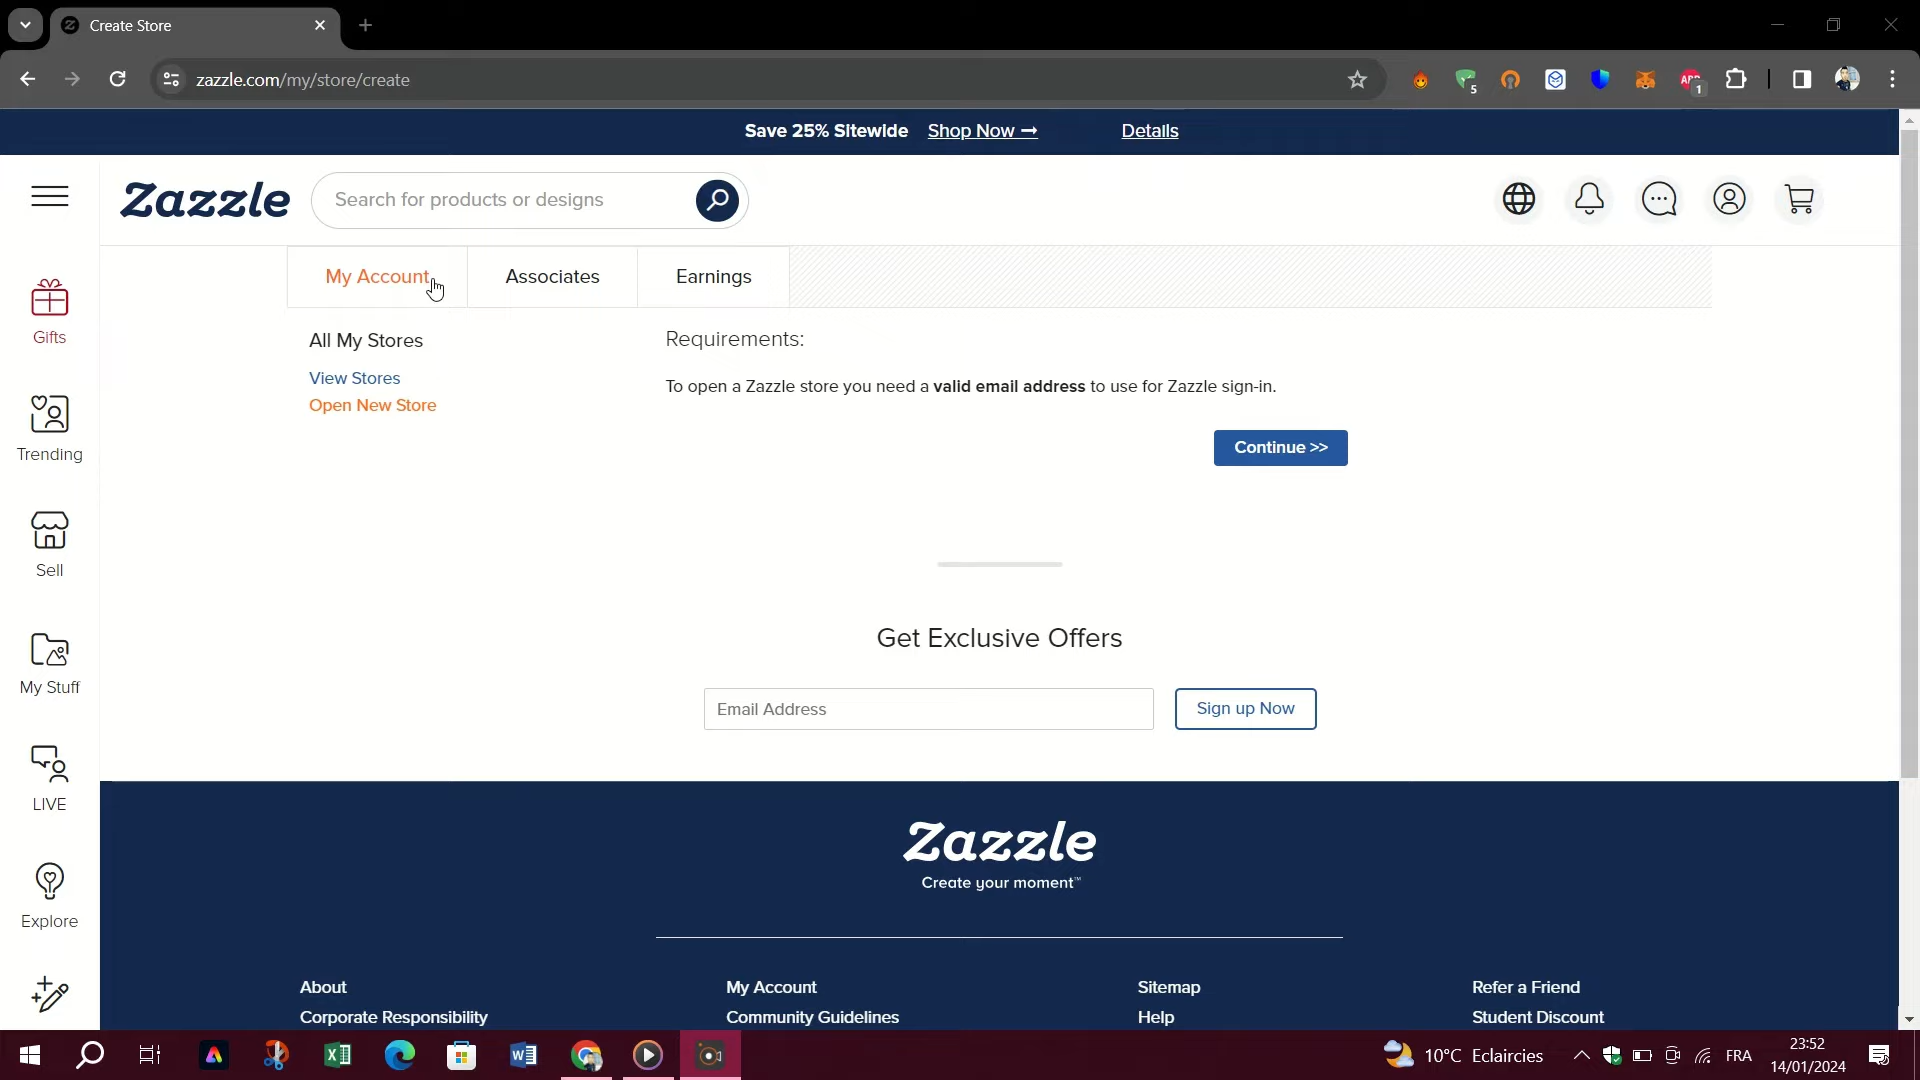 Create Store
zazzle.com/my/store/create
5
ABP
1
Save 25% Sitewide Shop Now → Details
Zazzle
Search for products or designs
My Account
Associates
Earnings
Gifts
Trending
Sell
My Stuff
LIVE
Explore
All My Stores
View Stores
Open New Store
Requirements:
To open a Zazzle store you need a valid email address to use for Zazzle sign-in.
Continue >>
Get Exclusive Offers
Email Address
Sign up Now
Zazzle
Create your moment™
About
My Account
Sitemap
Refer a Friend
Corporate Responsibility
Community Guidelines
Help
Student Discount
10°C Eclaircies
FRA
23:52
14/01/2024